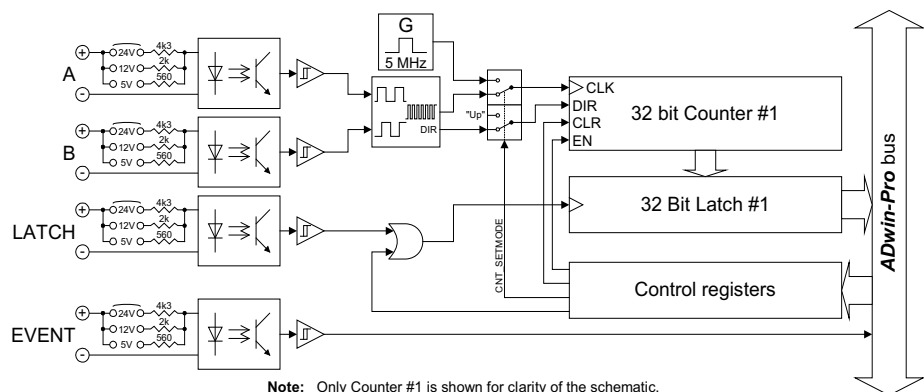 G
5 MHz
A
+
24V
4k3
12V
2k
5V
560
-
B
+
24V
4k3
12V
2k
5V
560
-
DIR
"Up"
CLK
DIR
CLR
EN
32 bit Counter #1
LATCH
+
24V
4k3
12V
2k
5V
560
-
32 Bit Latch #1
CNT_SETMODE
Control registers
EVENT
+
24V
4k3
12V
2k
5V
560
-
ADwin-Pro bus
Note: Only Counter #1 is shown for clarity of the schematic.